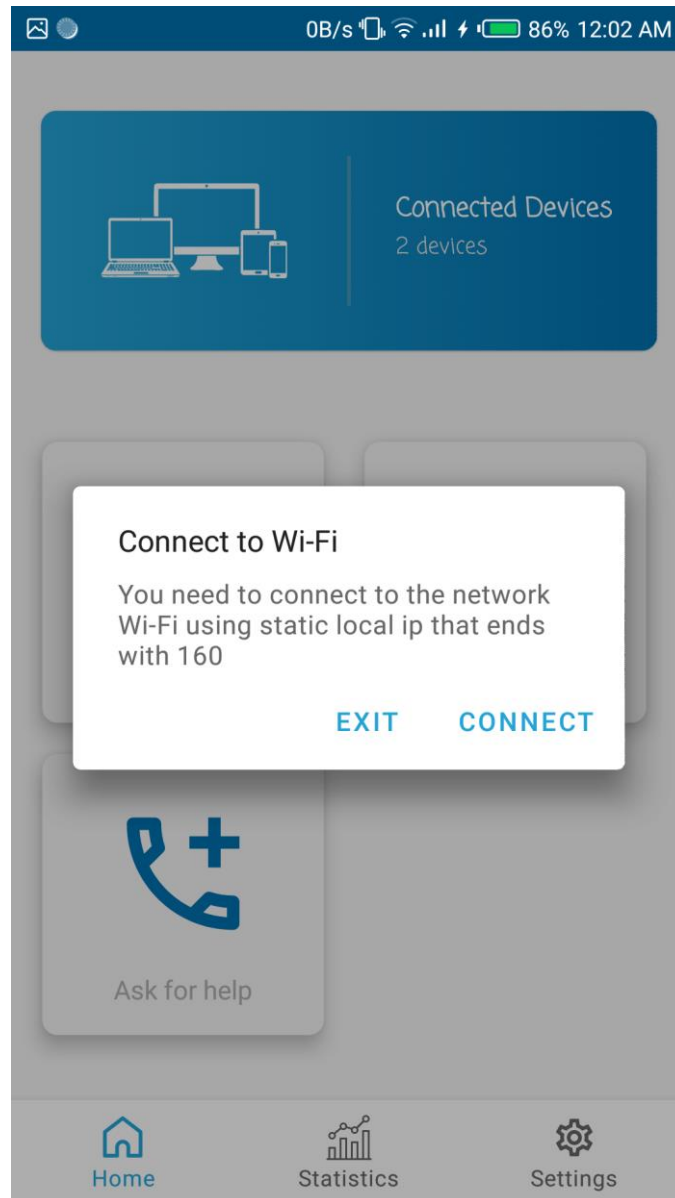 0B/s 86% 12:02 AM
Connected Devices
2 devices
Connect to Wi-Fi
You need to connect to the network
Wi-Fi using static local ip that ends
with 160
EXIT CONNECT
Ask for help
Home Statistics Settings